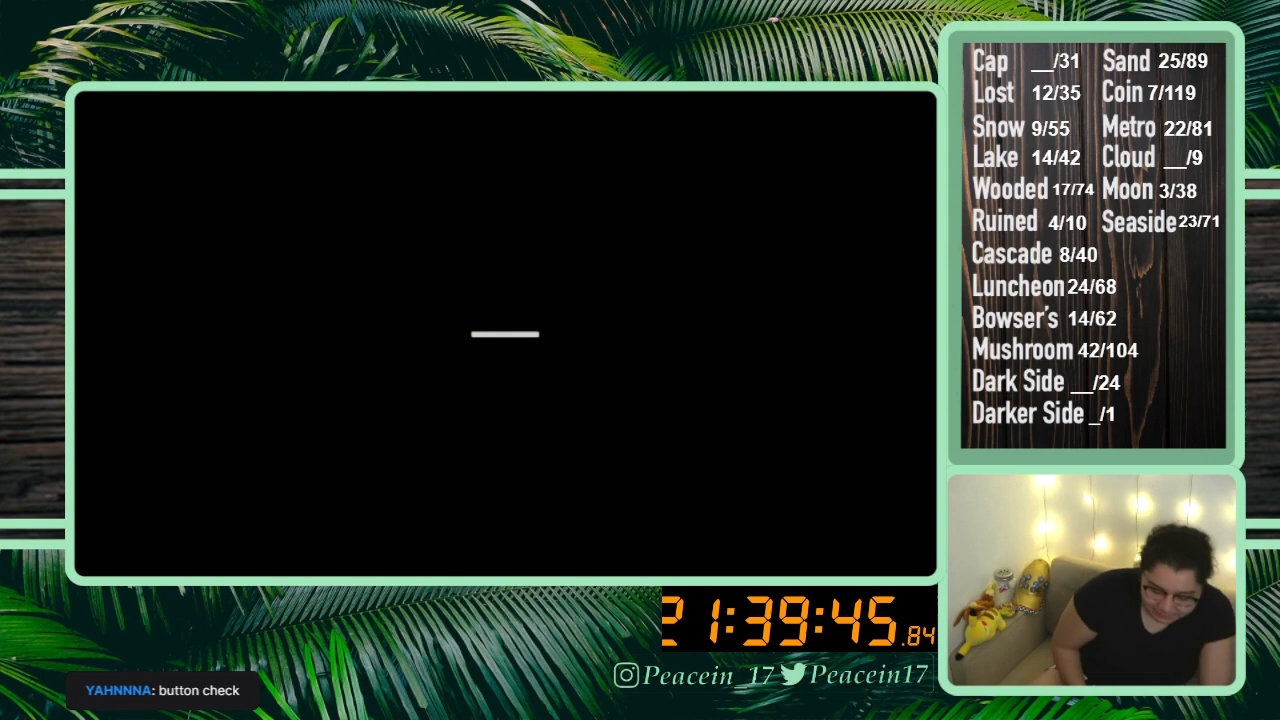 Cap __/31 Sand 25/89
Lost 12/35 Coin 7/119
Snow 9/55 Metro 22/81
Lake 14/42 Cloud __/9
Wooded 17/74 Moon 3/38
Ruined 4/10 Seaside 23/71
Cascade 8/40
Luncheon 24/68
Bowser's 14/62
Mushroom 42/104
Dark Side __/24
Darker Side _/1
21:39:45.84
Peacein_17 Peacein17
YAHNNNA: button check